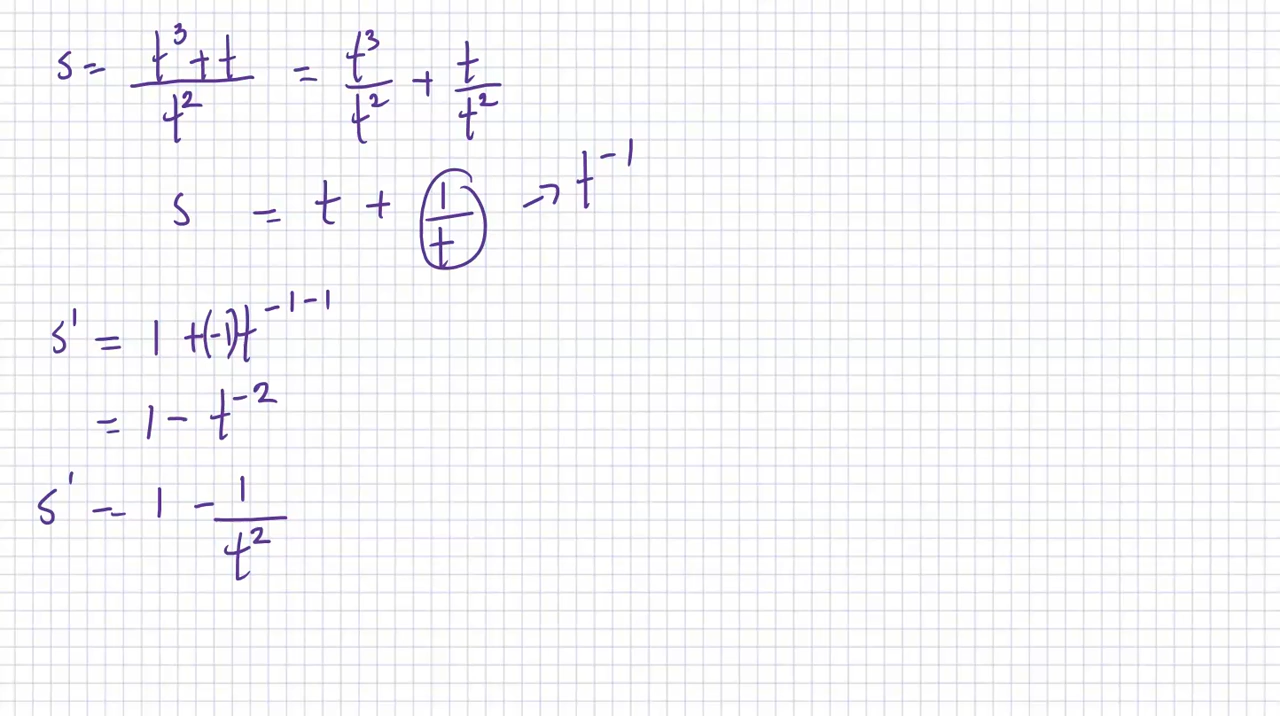 s = (t³ + t)/t² = t³/t² + t/t²
s = t + 1/t → t⁻¹
s' = 1 + (-1)t⁻¹⁻¹
= 1 - t⁻²
s' = 1 - 1/t²